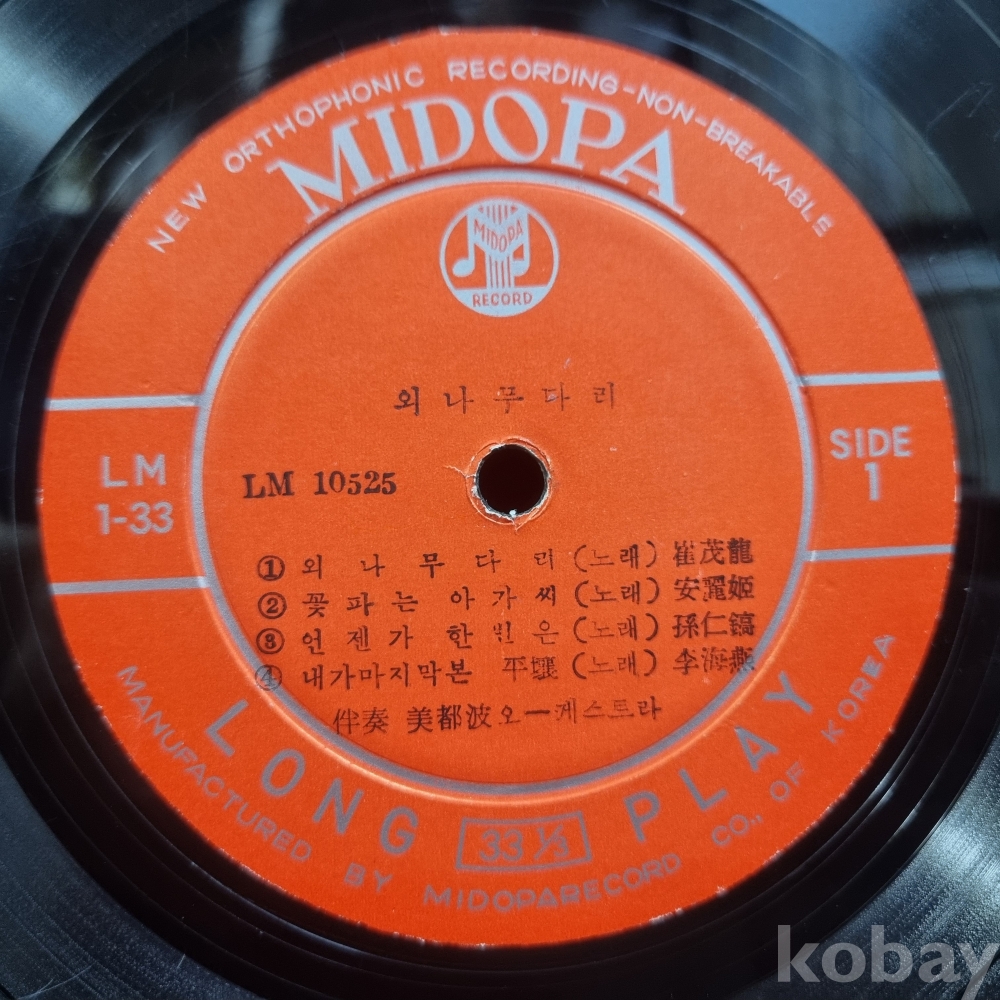 NEW ORTHOPHONIC RECORDING-NON-BREAKABLE
MIDOPA
MIDOPA
RECORD
외나푸다리
LM
1-33
LM 10525
SIDE
1
① 외나무다리 (노래) 崔茂龍
② 꽃파는 아가씨 (노래) 安麗姬
③ 언젠가 한번은 (노래) 孫仁鎬
④ 내가마지막본 平壤 (노래) 李海燕
伴奏 美都波오ー케스트라
LONG 33⅓ PLAY
MANUFACTURED BY MIDOPARECORD CO., OF KOREA
kobay